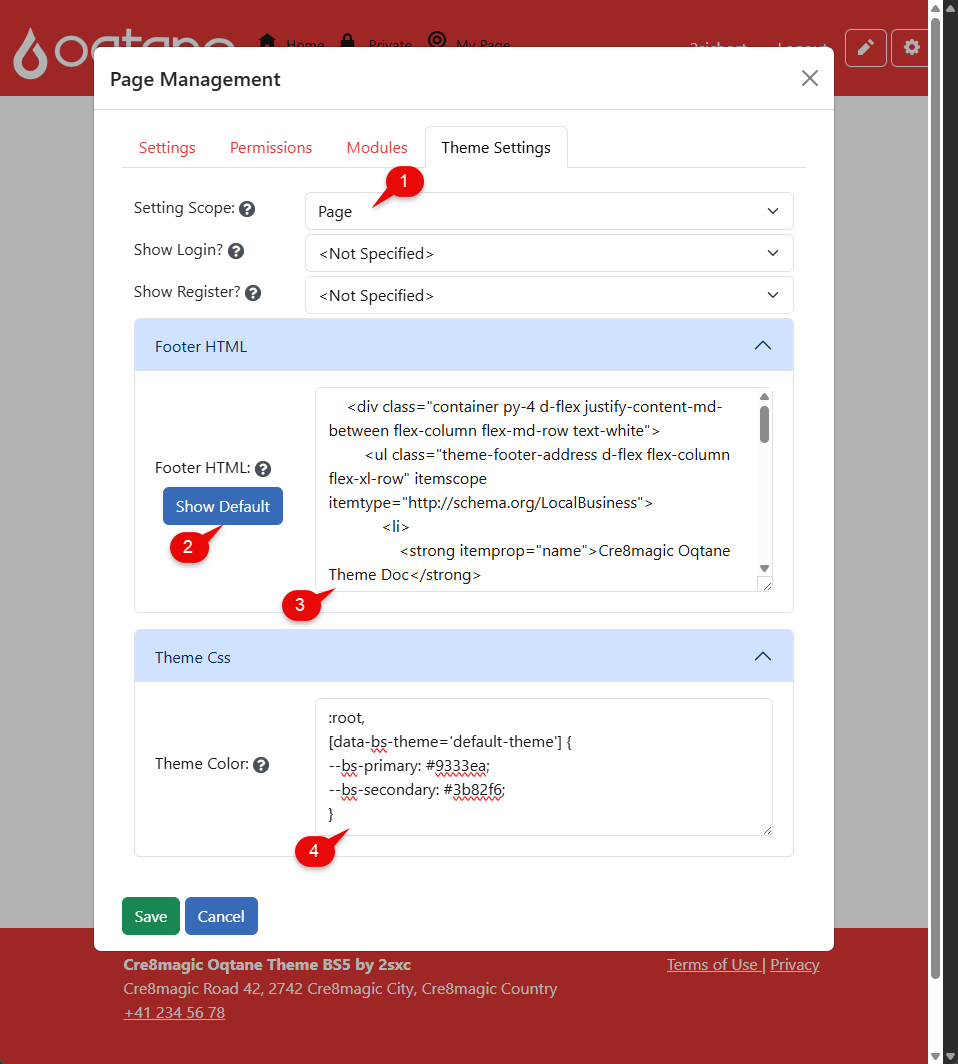 oqtane Home Private My Page 2sichost Logout
Page Management
Settings Permissions Modules Theme Settings
1
Setting Scope: ? Page
Show Login? ? <Not Specified>
Show Register? ? <Not Specified>
Footer HTML
<div class="container py-4 d-flex justify-content-md-
between flex-column flex-md-row text-white">
<ul class="theme-footer-address d-flex flex-column
flex-xl-row" itemscope
itemtype="http://schema.org/LocalBusiness">
<li>
<strong itemprop="name">Cre8magic Oqtane
Theme Doc</strong>
Footer HTML: ?
Show Default
2
3
Theme Css
Theme Color: ?
:root,
[data-bs-theme='default-theme'] {
--bs-primary: #9333ea;
--bs-secondary: #3b82f6;
}
4
Save Cancel
Cre8magic Oqtane Theme BS5 by 2sxc
Cre8magic Road 42, 2742 Cre8magic City, Cre8magic Country
+41 234 56 78
Terms of Use | Privacy